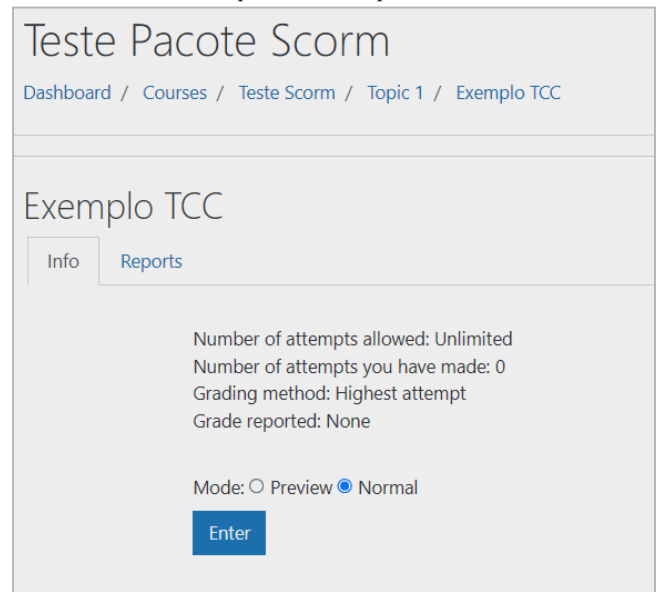 Teste Pacote Scorm
Dashboard / Courses / Teste Scorm / Topic 1 / Exemplo TCC
Exemplo TCC
Info Reports
Number of attempts allowed: Unlimited
Number of attempts you have made: 0
Grading method: Highest attempt
Grade reported: None
Mode: Preview Normal
Enter